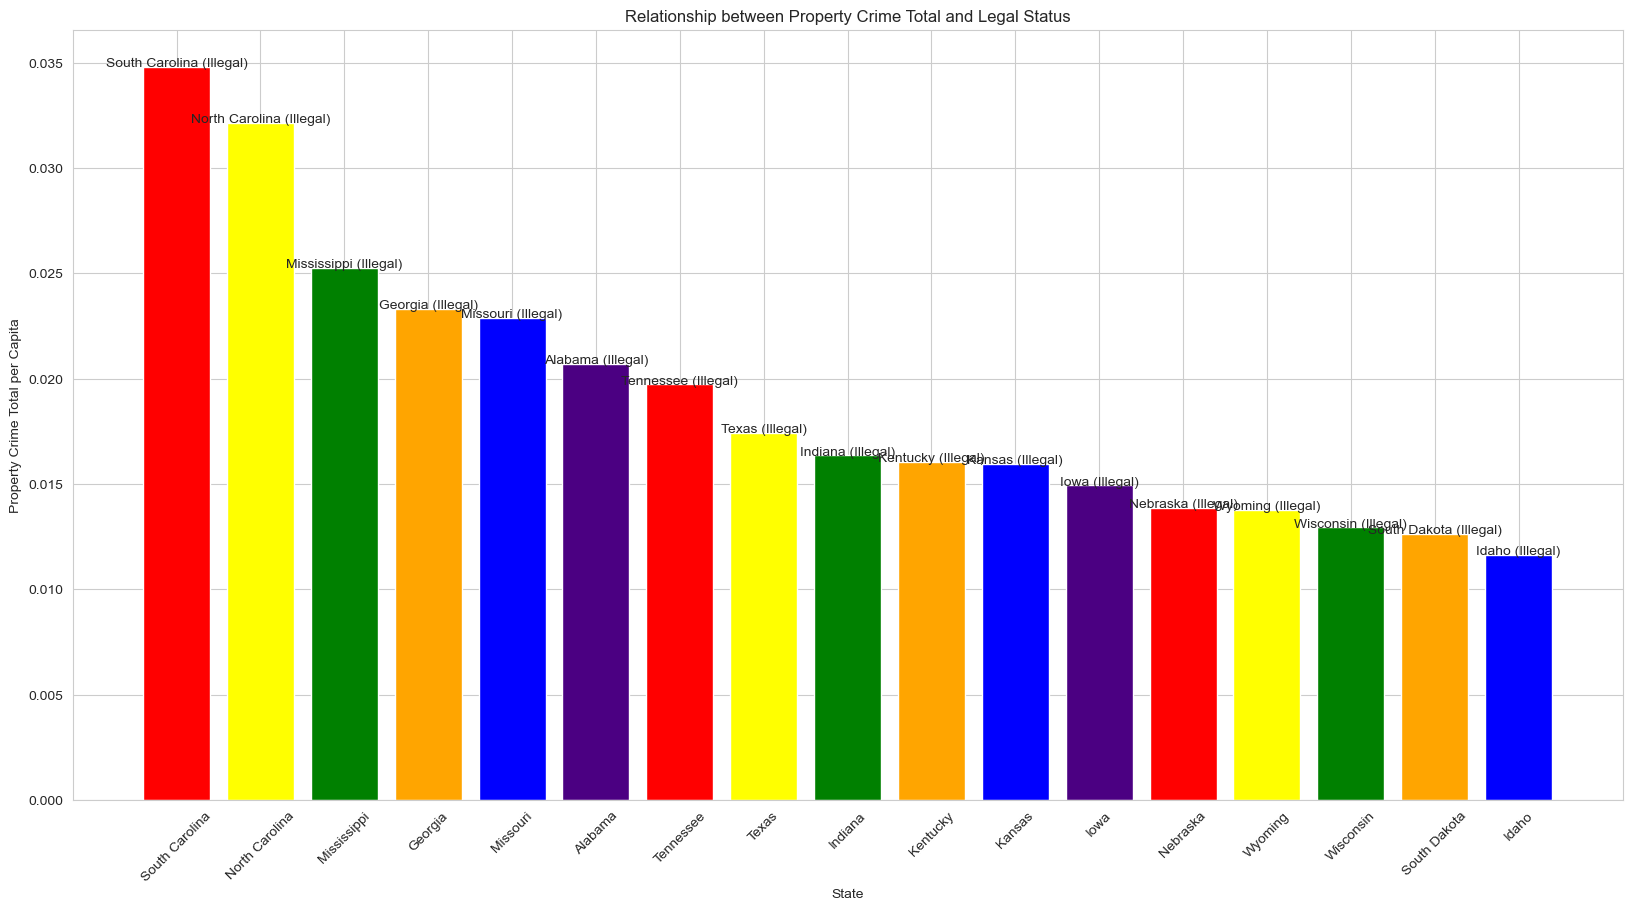 Relationship between Property Crime Total and Legal Status
Property Crime Total per Capita
0.035
0.030
0.025
0.020
0.015
0.010
0.005
0.000
South Carolina (Illegal)
North Carolina (Illegal)
Mississippi (Illegal)
Georgia (Illegal)
Missouri (Illegal)
Alabama (Illegal)
Tennessee (Illegal)
Texas (Illegal)
Indiana (Illegal)
Kentucky (Illegal)
Kansas (Illegal)
Iowa (Illegal)
Nebraska (Illegal)
Wyoming (Illegal)
Wisconsin (Illegal)
South Dakota (Illegal)
Idaho (Illegal)
South Carolina
North Carolina
Mississippi
Georgia
Missouri
Alabama
Tennessee
Texas
Indiana
Kentucky
Kansas
Iowa
Nebraska
Wyoming
Wisconsin
South Dakota
Idaho
State